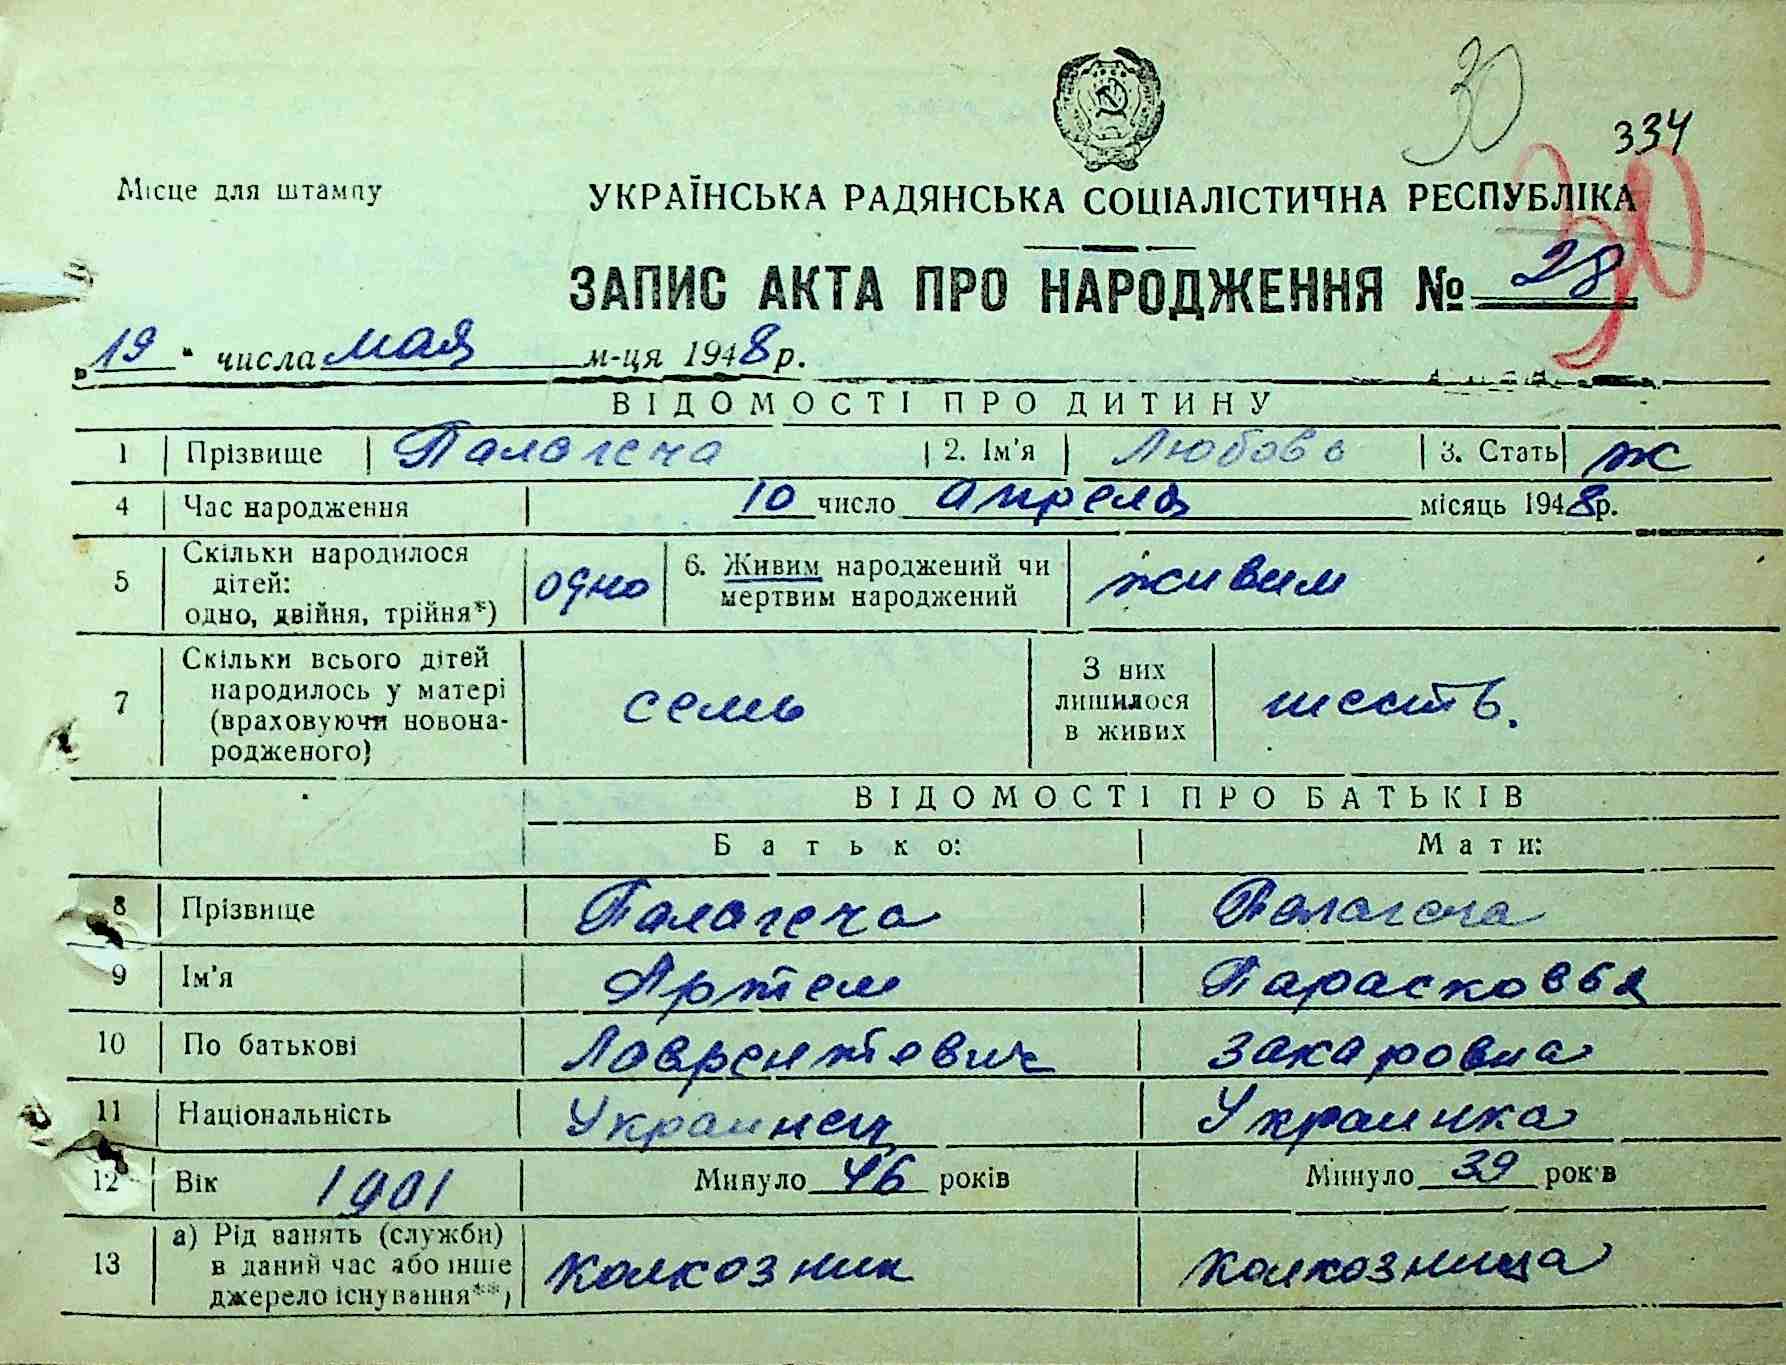 30
334
30
Місце для штампу
УКРАЇНСЬКА РАДЯНСЬКА СОЦІАЛІСТИЧНА РЕСПУБЛІКА
ЗАПИС АКТА ПРО НАРОДЖЕННЯ № 28
„19" числа мая м-ця 1948 р.
ВІДОМОСТІ ПРО ДИТИНУ
1 Прізвище Палагеча 2. Ім'я Любовь 3. Стать ж
4 Час народження 10 число апреля місяць 1948р.
5 Скільки народилося дітей: одно, двійня, трійня*) одно 6. Живим народжений чи мертвим народжений живим
7 Скільки всього дітей народилось у матері (враховуючи новонародженого) семь З них лишилося в живих шесть.
ВІДОМОСТІ ПРО БАТЬКІВ
Батько: Мати:
8 Прізвище Палагеча Палагеча
9 Ім'я Артем Парасковья
10 По батькові Лаврентьевич Захаровна
11 Національність Украинец Украинка
12 Вік 1901 Минуло 46 років Минуло 39 років
13 а) Рід занять (служби) в даний час або інше джерело існування**) колхозник колхозница